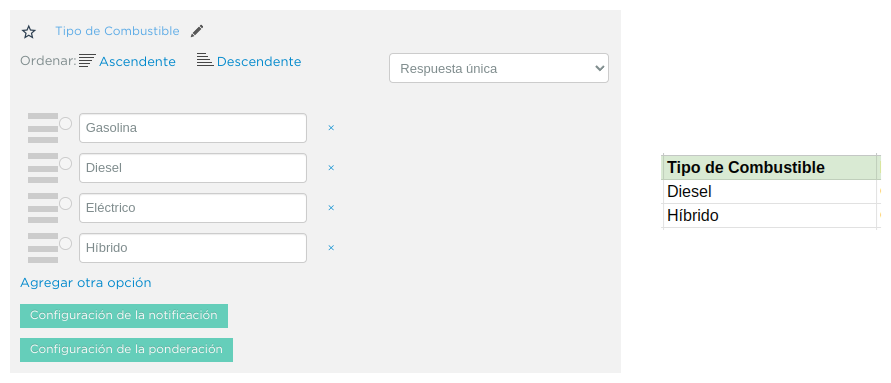 Tipo de Combustible
Ordenar: Ascendente Descendente
Respuesta única
Gasolina ×
Diesel ×
Eléctrico ×
Híbrido ×
Agregar otra opción
Configuración de la notificación
Configuración de la ponderación
Tipo de Combustible
Diesel
Híbrido